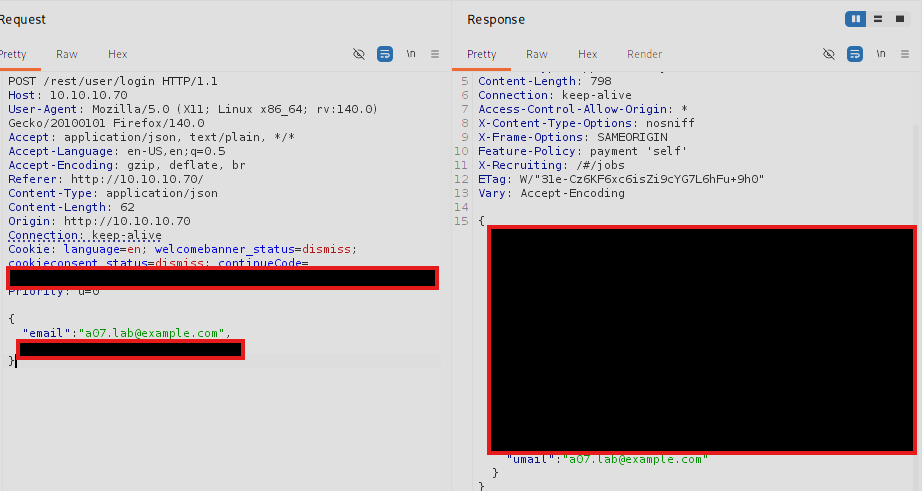 Request
Pretty Raw Hex
\n
POST /rest/user/login HTTP/1.1
Host: 10.10.10.70
User-Agent: Mozilla/5.0 (X11; Linux x86_64; rv:140.0)
Gecko/20100101 Firefox/140.0
Accept: application/json, text/plain, */*
Accept-Language: en-US,en;q=0.5
Accept-Encoding: gzip, deflate, br
Referer: http://10.10.10.70/
Content-Type: application/json
Content-Length: 62
Origin: http://10.10.10.70
Connection: keep-alive
Cookie: language=en; welcomebanner_status=dismiss;
cookieconsent_status=dismiss; continueCode=
Priority: u=0
{
"email":"a07.lab@example.com",
}
Response
Pretty Raw Hex Render
\n
5 Content-Length: 798
6 Connection: keep-alive
7 Access-Control-Allow-Origin: *
8 X-Content-Type-Options: nosniff
9 X-Frame-Options: SAMEORIGIN
10 Feature-Policy: payment 'self'
11 X-Recruiting: /#/jobs
12 ETag: W/"31e-Cz6KF6xc6isZi9cYG7L6hFu+9h0"
13 Vary: Accept-Encoding
14
15 {
"umail":"a07.lab@example.com"
}
}